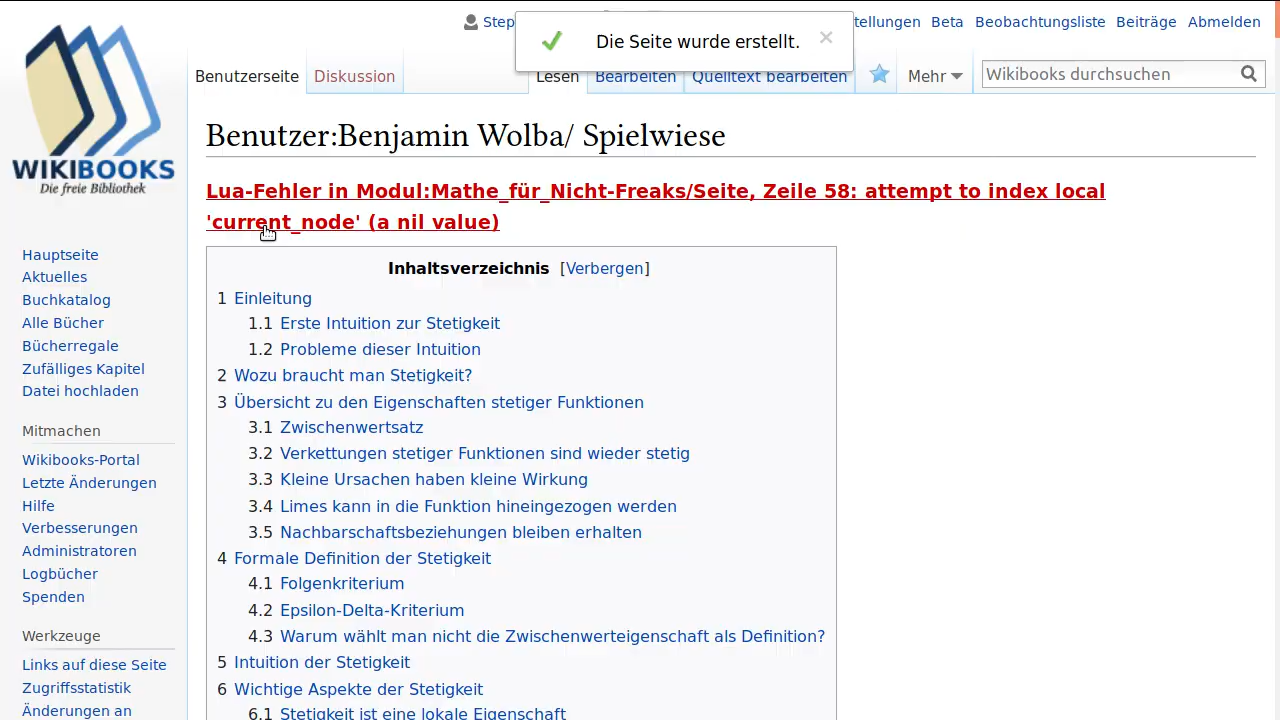 Step
tellungen Beta Beobachtungsliste Beiträge Abmelden
Die Seite wurde erstellt.
Benutzerseite Diskussion Lesen Bearbeiten Quelltext bearbeiten Mehr Wikibooks durchsuchen
WIKIBOOKS
Die freie Bibliothek
Benutzer:Benjamin Wolba/ Spielwiese
Lua-Fehler in Modul:Mathe_für_Nicht-Freaks/Seite, Zeile 58: attempt to index local
'current_node' (a nil value)
Hauptseite
Aktuelles
Buchkatalog
Alle Bücher
Bücherregale
Zufälliges Kapitel
Datei hochladen
Mitmachen
Wikibooks-Portal
Letzte Änderungen
Hilfe
Verbesserungen
Administratoren
Logbücher
Spenden
Werkzeuge
Links auf diese Seite
Zugriffsstatistik
Änderungen an
Inhaltsverzeichnis [Verbergen]
1 Einleitung
1.1 Erste Intuition zur Stetigkeit
1.2 Probleme dieser Intuition
2 Wozu braucht man Stetigkeit?
3 Übersicht zu den Eigenschaften stetiger Funktionen
3.1 Zwischenwertsatz
3.2 Verkettungen stetiger Funktionen sind wieder stetig
3.3 Kleine Ursachen haben kleine Wirkung
3.4 Limes kann in die Funktion hineingezogen werden
3.5 Nachbarschaftsbeziehungen bleiben erhalten
4 Formale Definition der Stetigkeit
4.1 Folgenkriterium
4.2 Epsilon-Delta-Kriterium
4.3 Warum wählt man nicht die Zwischenwerteigenschaft als Definition?
5 Intuition der Stetigkeit
6 Wichtige Aspekte der Stetigkeit
6.1 Stetigkeit ist eine lokale Eigenschaft